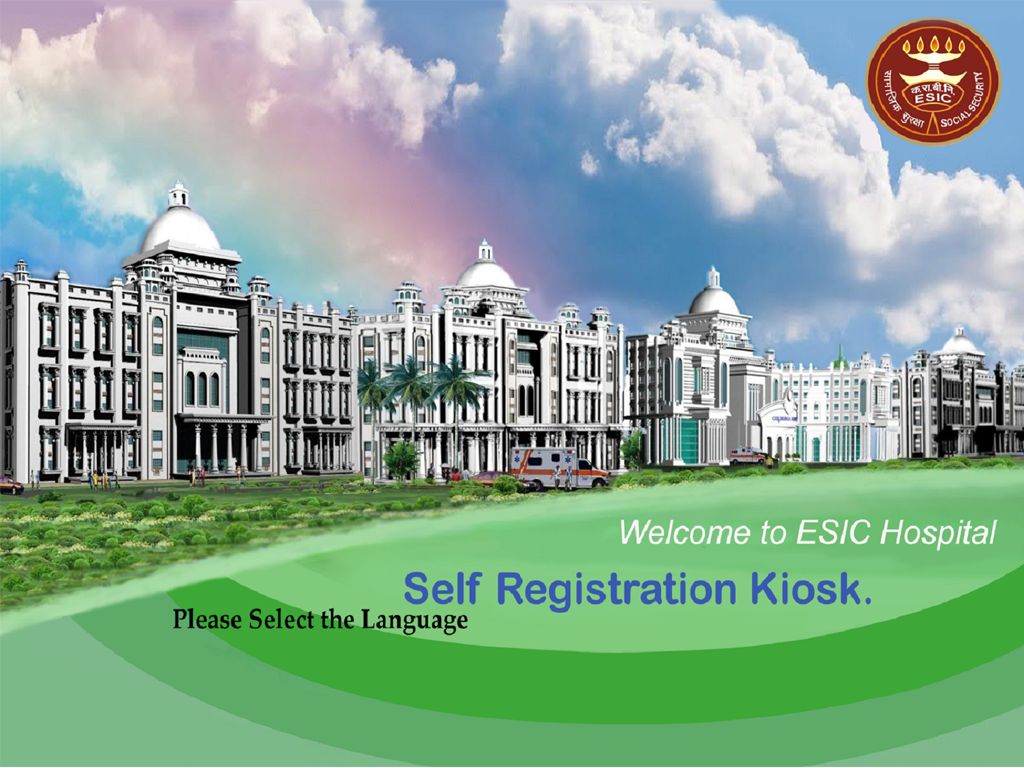 क.रा.बी.नि.
ESIC
सामाजिक सुरक्षा
SOCIAL SECURITY
Welcome to ESIC Hospital
Self Registration Kiosk.
Please Select the Language